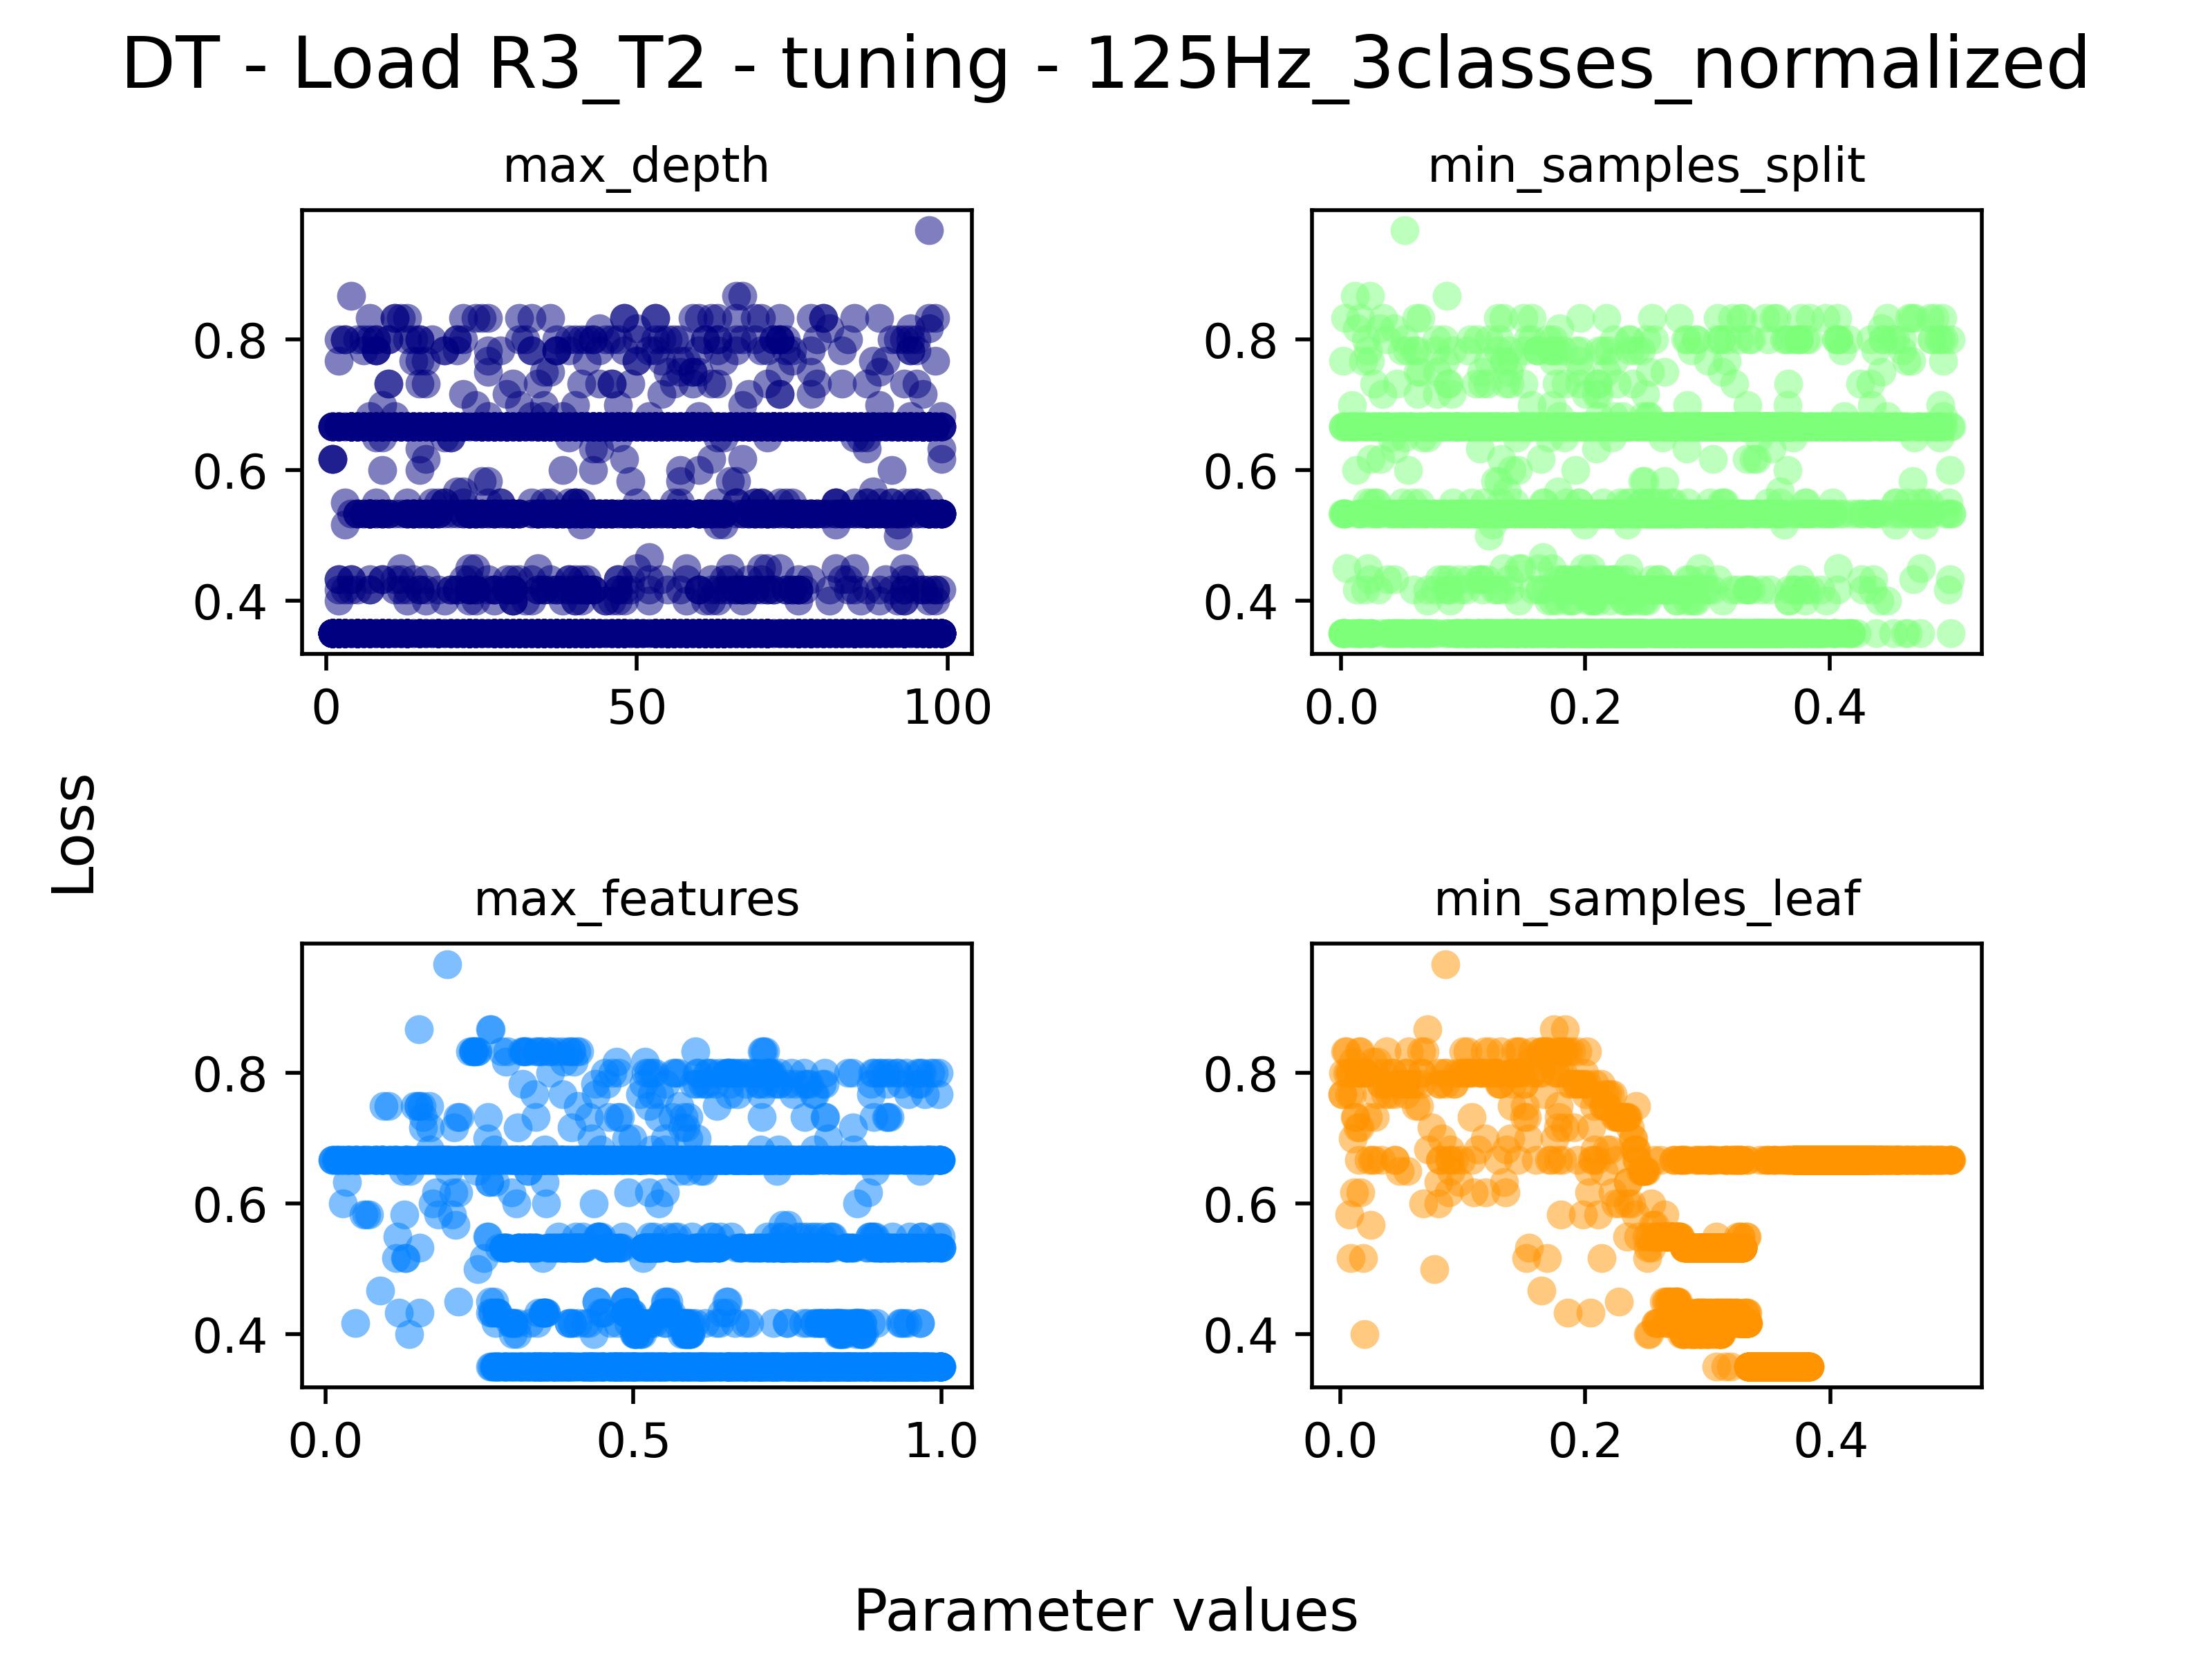 DT - Load R3_T2 - tuning - 125Hz_3classes_normalized
max_depth
0.8
0.6
0.4
0 50 100
min_samples_split
0.8
0.6
0.4
0.0 0.2 0.4
Loss
max_features
0.8
0.6
0.4
0.0 0.5 1.0
min_samples_leaf
0.8
0.6
0.4
0.0 0.2 0.4
Parameter values